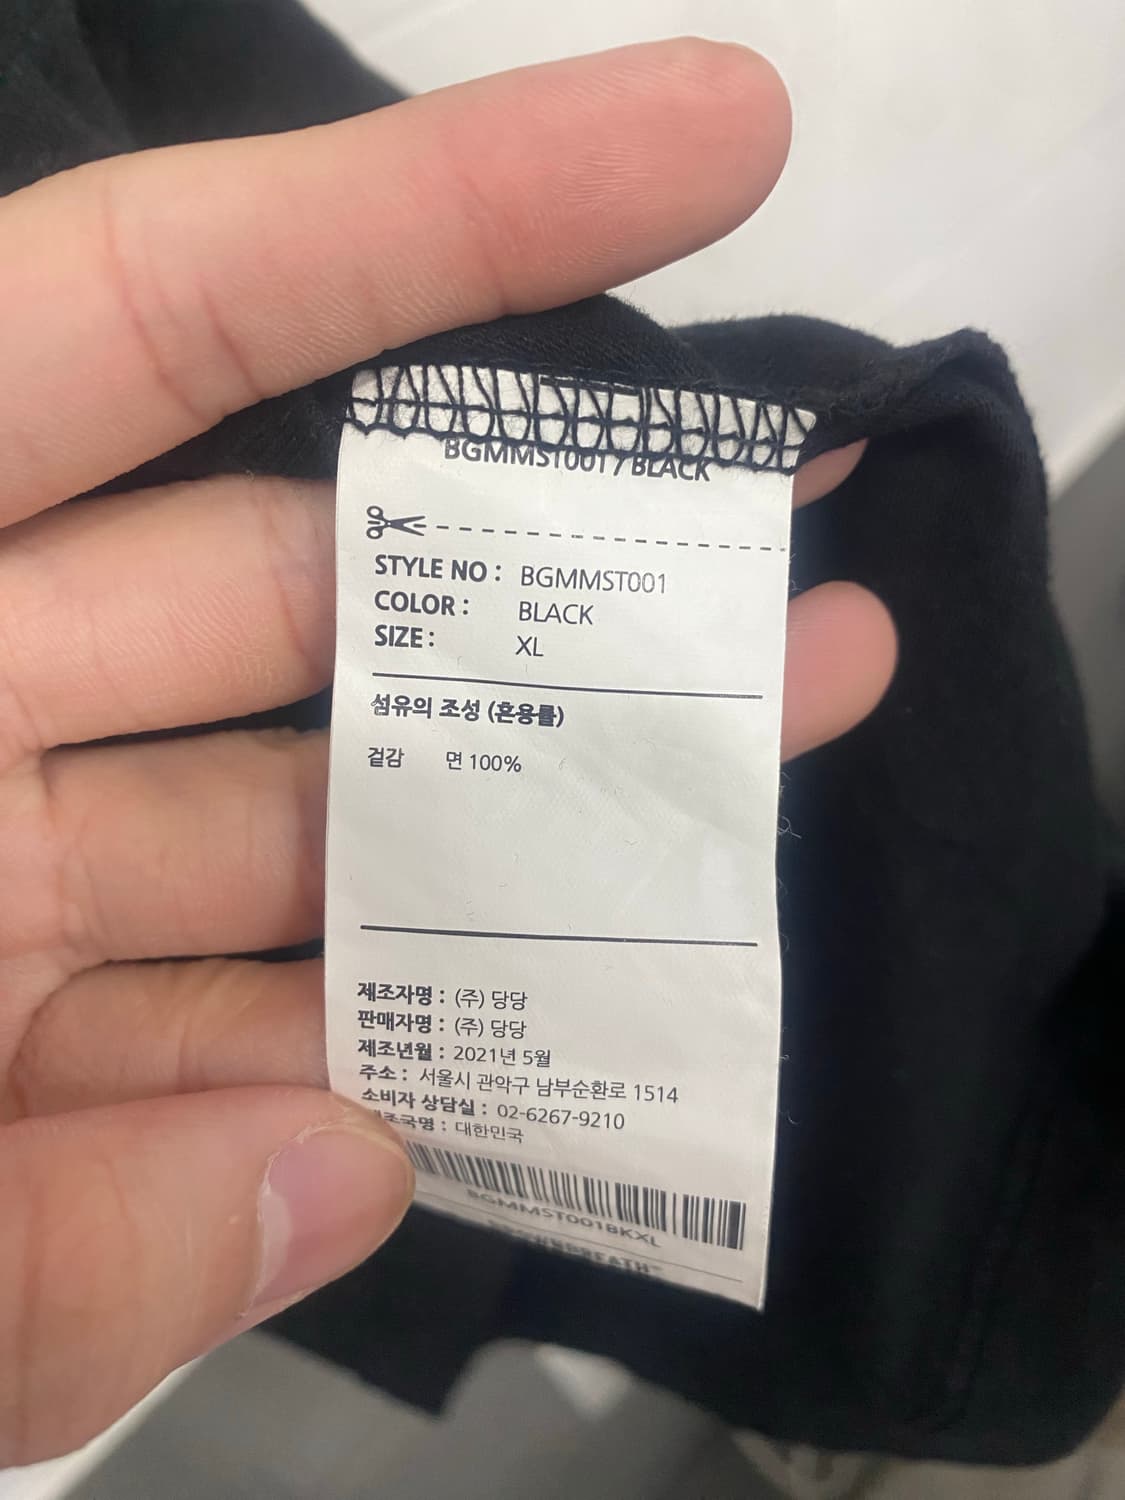 BGMMST001 / BLACK
STYLE NO : BGMMST001
COLOR : BLACK
SIZE : XL
섬유의 조성 (혼용률)
겉감 면 100%
제조자명 : (주) 당당
판매자명 : (주) 당당
제조년월 : 2021년 5월
주소 : 서울시 관악구 남부순환로 1514
소비자 상담실 : 02-6267-9210
제조국명 : 대한민국
BGMMST001BKXL